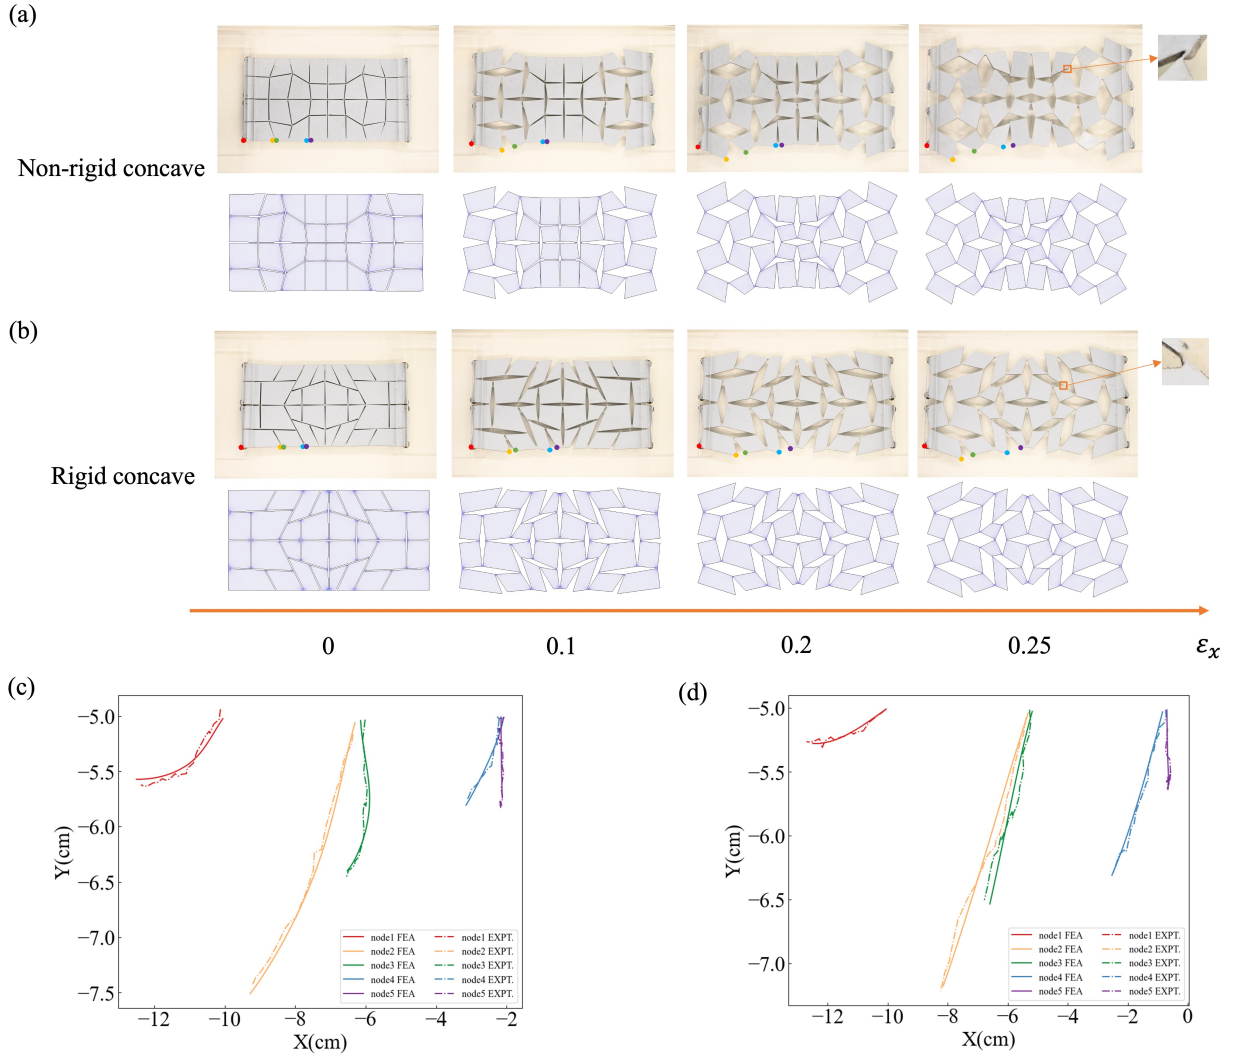 (a)
Non-rigid concave
(b)
Rigid concave
0 0.1 0.2 0.25 εₓ
(c)
−5.0
−5.5
−6.0
−6.5
−7.0
−7.5
Y(cm)
−12 −10 −8 −6 −4 −2
X(cm)
node1 FEA node1 EXPT.
node2 FEA node2 EXPT.
node3 FEA node3 EXPT.
node4 FEA node4 EXPT.
node5 FEA node5 EXPT.
(d)
−5.0
−5.5
−6.0
−6.5
−7.0
Y(cm)
−12 −10 −8 −6 −4 −2 0
X(cm)
node1 FEA node1 EXPT.
node2 FEA node2 EXPT.
node3 FEA node3 EXPT.
node4 FEA node4 EXPT.
node5 FEA node5 EXPT.